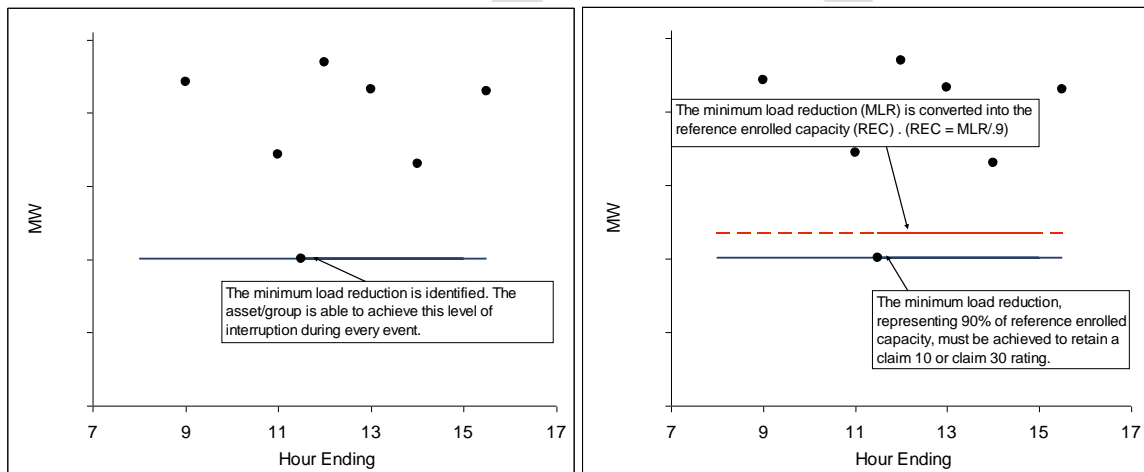 MW
The minimum load reduction is identified. The
asset/group is able to achieve this level of
interruption during every event.
7
9
11
13
15
17
Hour Ending
The minimum load reduction (MLR) is converted into the
reference enrolled capacity (REC) . (REC = MLR/.9)
MW
The minimum load reduction,
representing 90% of reference enrolled
capacity, must be achieved to retain a
claim 10 or claim 30 rating.
7
9
11
13
15
17
Hour Ending